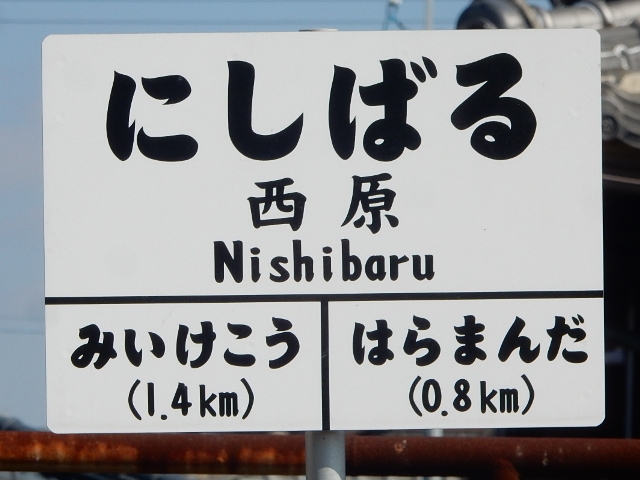 にしばる
西原
Nishibaru
みいけこう
(1.4km)
はらまんだ
(0.8km)